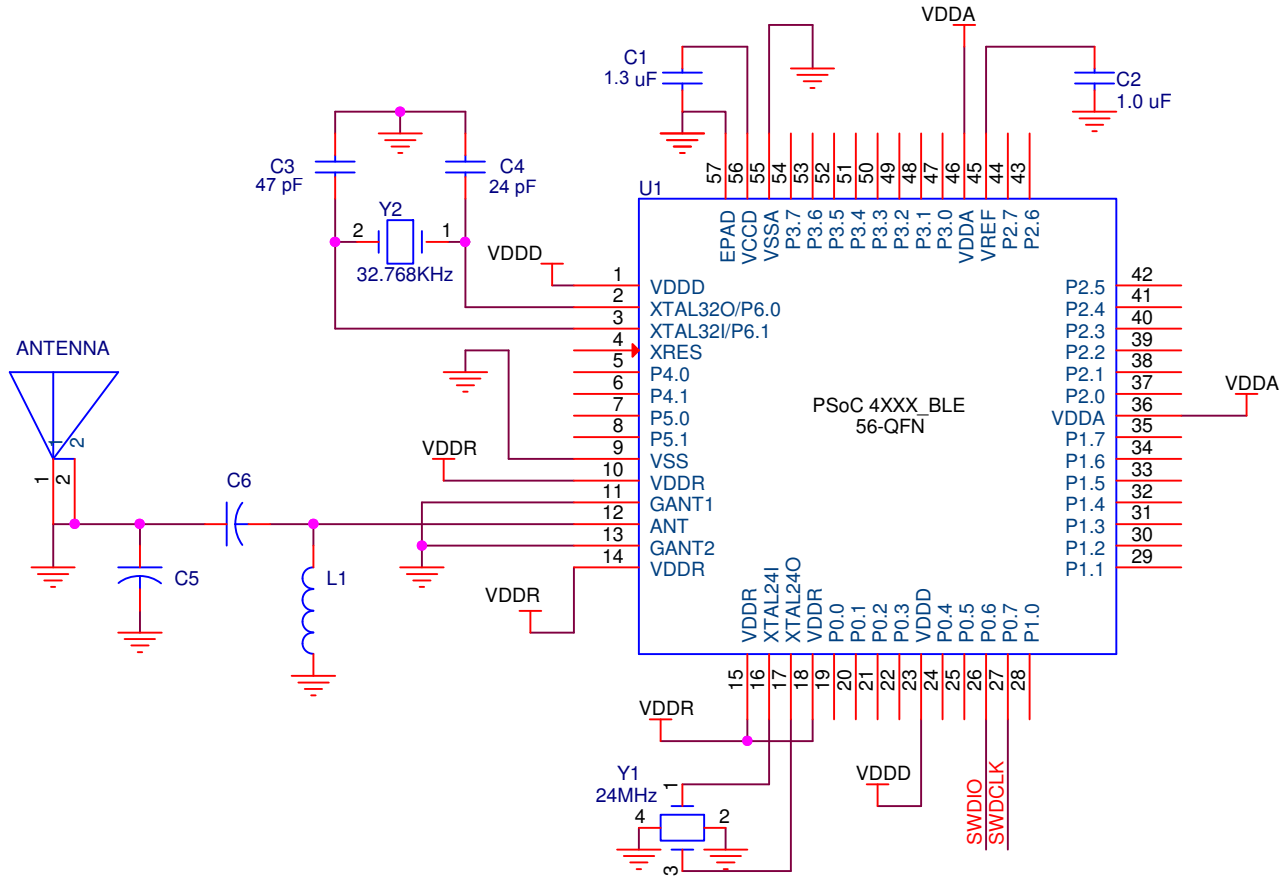 VDDA
C1
1.3 uF
C2
1.0 uF
C3
47 pF
C4
24 pF
Y2
2
1
32.768KHz
U1
57
56
55
54
53
52
51
50
49
48
47
46
45
44
43
EPAD
VCCD
VSSA
P3.7
P3.6
P3.5
P3.4
P3.3
P3.2
P3.1
P3.0
VDDA
VREF
P2.7
P2.6
VDDD
1 VDDD
2 XTAL32O/P6.0
3 XTAL32I/P6.1
4 XRES
5 P4.0
6 P4.1
7 P5.0
8 P5.1
9 VSS
10 VDDR
11 GANT1
12 ANT
13 GANT2
14 VDDR
PSoC 4XXX_BLE
56-QFN
P2.5 42
P2.4 41
P2.3 40
P2.2 39
P2.1 38
P2.0 37
VDDA 36
P1.7 35
P1.6 34
P1.5 33
P1.4 32
P1.3 31
P1.2 30
P1.1 29
VDDA
ANTENNA
1
2
1
2
VDDR
C6
C5
L1
VDDR
VDDR
XTAL24I
XTAL24O
VDDR
P0.0
P0.1
P0.2
P0.3
VDDD
P0.4
P0.5
P0.6
P0.7
P1.0
15
16
17
18
19
20
21
22
23
24
25
26
27
28
VDDR
Y1
24MHz
1
4
2
3
VDDD
SWDIO
SWDCLK